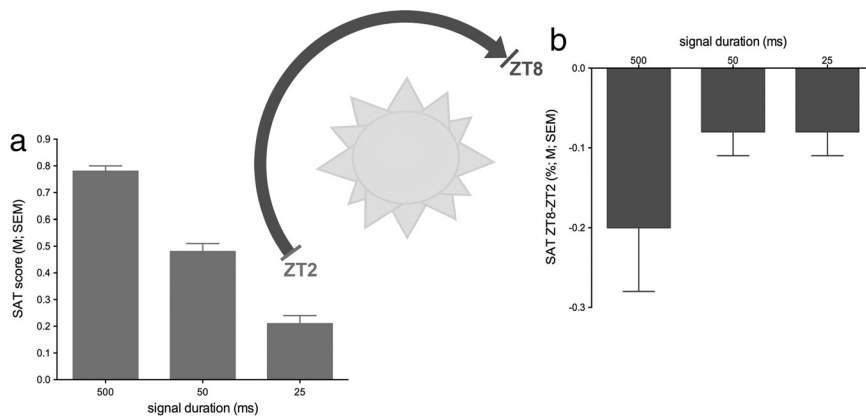 a
SAT score (M; SEM)
0.9
0.8
0.7
0.6
0.5
0.4
0.3
0.2
0.1
0.0
500
50
25
signal duration (ms)
ZT2
ZT8
b
signal duration (ms)
500
50
25
SAT ZT8-ZT2 (%; M; SEM)
0.0
-0.1
-0.2
-0.3